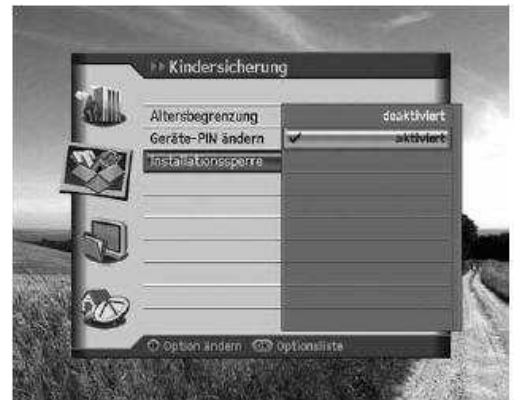 Kindersicherung
Altersbegrenzung
deaktiviert
Geräte-PIN ändern
aktiviert
Installationssperre
Option ändern
Optionsliste